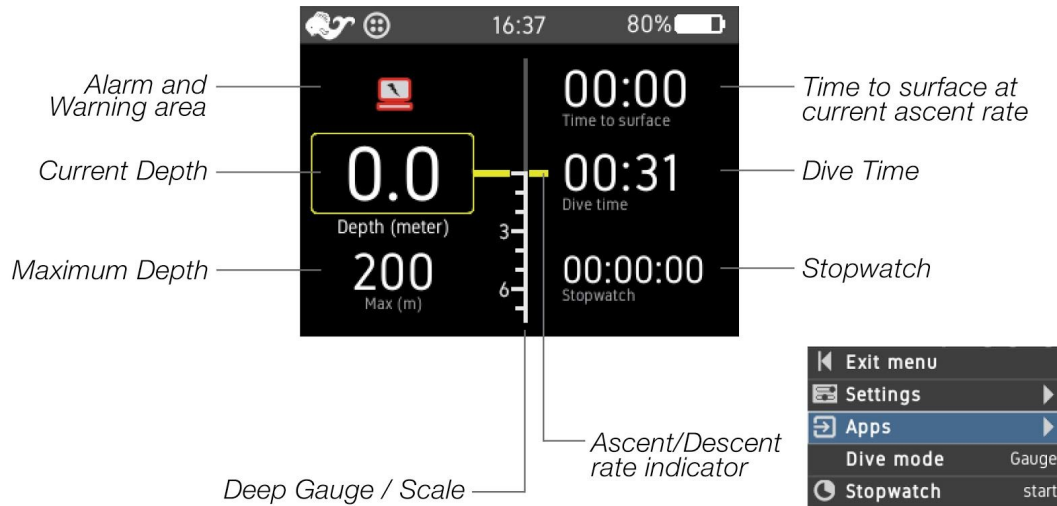 16:37
80%
Alarm and
Warning area
00:00
Time to surface
Time to surface at
current ascent rate
Current Depth
0.0
Depth (meter)
00:31
Dive time
Dive Time
3
Maximum Depth
200
Max (m)
6
00:00:00
Stopwatch
Stopwatch
Exit menu
Settings
Apps
Dive mode Gauge
Stopwatch start
Ascent/Descent
rate indicator
Deep Gauge / Scale